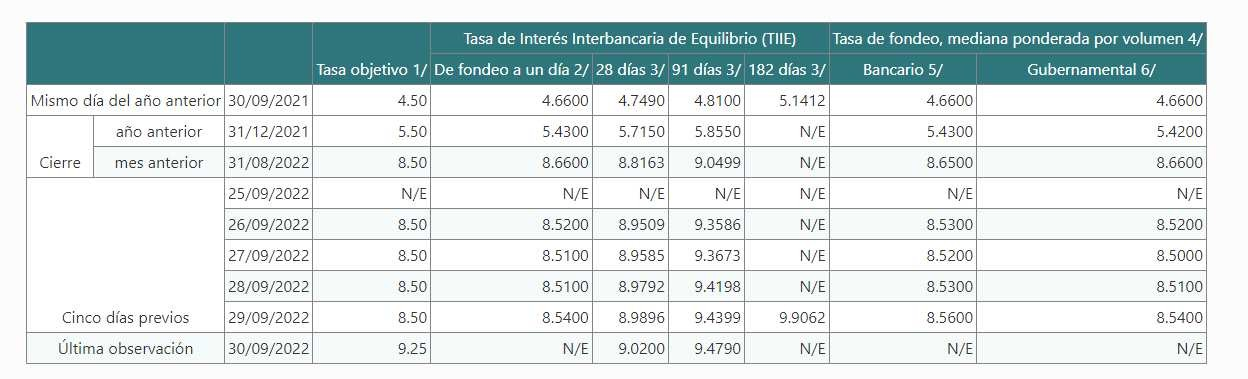 Tasa de Interés Interbancaria de Equilibrio (TIIE) Tasa de fondeo, mediana ponderada por volumen 4/
Tasa objetivo 1/ De fondeo a un día 2/ 28 días 3/ 91 días 3/ 182 días 3/ Bancario 5/ Gubernamental 6/
Mismo día del año anterior 30/09/2021 4.50 4.6600 4.7490 4.8100 5.1412 4.6600 4.6600
año anterior 31/12/2021 5.50 5.4300 5.7150 5.8550 N/E 5.4300 5.4200
Cierre mes anterior 31/08/2022 8.50 8.6600 8.8163 9.0499 N/E 8.6500 8.6600
25/09/2022 N/E N/E N/E N/E N/E N/E N/E
26/09/2022 8.50 8.5200 8.9509 9.3586 N/E 8.5300 8.5200
27/09/2022 8.50 8.5100 8.9585 9.3673 N/E 8.5200 8.5000
28/09/2022 8.50 8.5100 8.9792 9.4198 N/E 8.5300 8.5100
Cinco días previos 29/09/2022 8.50 8.5400 8.9896 9.4399 9.9062 8.5600 8.5400
Última observación 30/09/2022 9.25 N/E 9.0200 9.4790 N/E N/E N/E